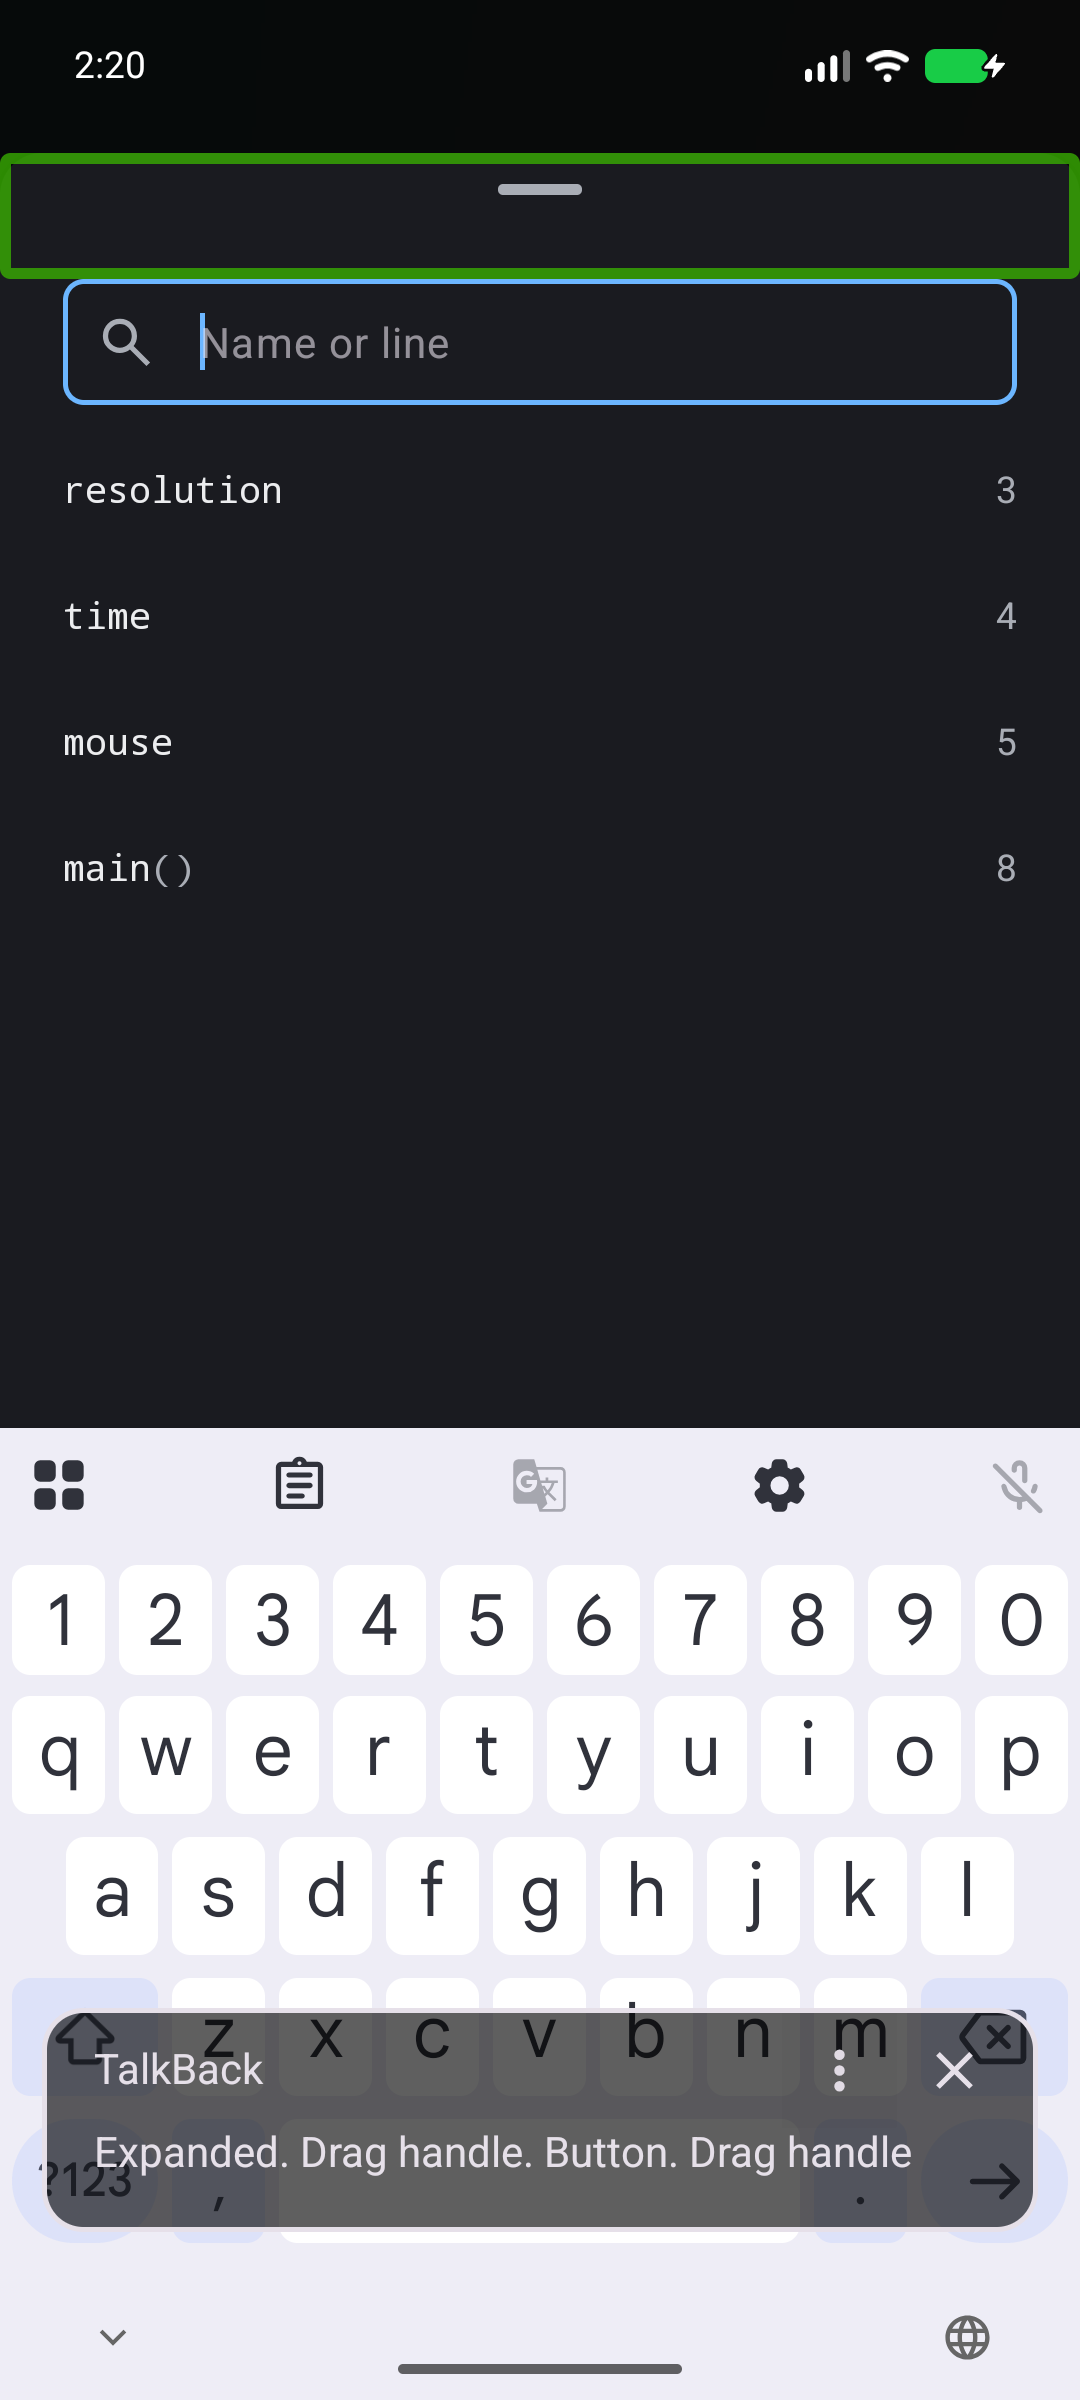 2:20
Name or line
resolution 3
time 4
mouse 5
main() 8
1 2 3 4 5 6 7 8 9 0
q w e r t y u i o p
a s d f g h j k l
z x c v b n m
TalkBack
Expanded. Drag handle. Button. Drag handle
?123 , .